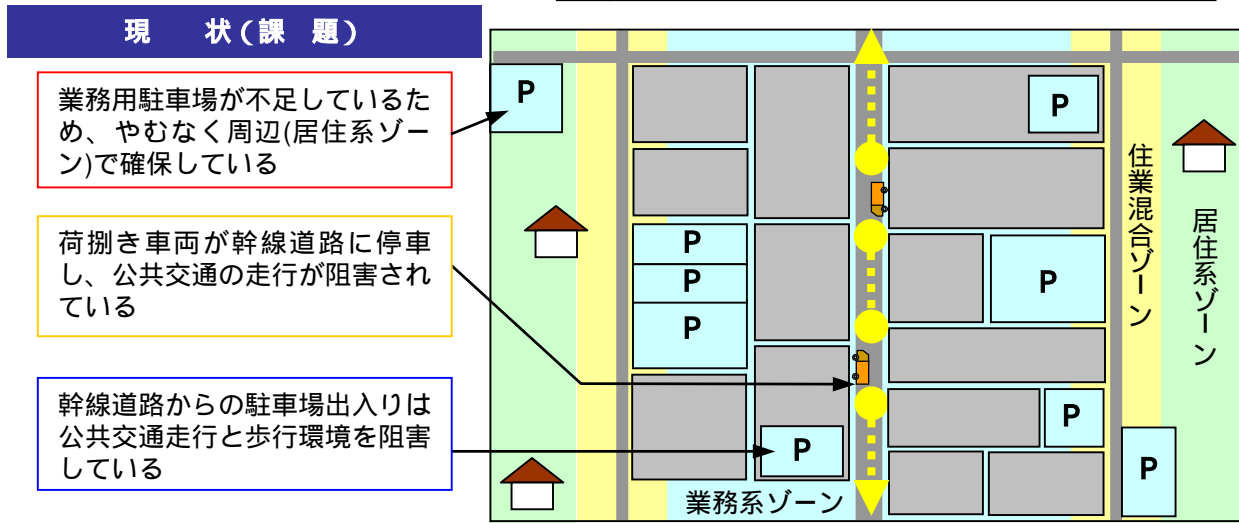 現 状(課 題)
業務用駐車場が不足しているた
め、やむなく周辺(居住系ゾー
ン)で確保している
荷捌き車両が幹線道路に停車
し、公共交通の走行が阻害され
ている
幹線道路からの駐車場出入りは
公共交通走行と歩行環境を阻害
している
P
P
P
P
P
P
P
P
P
住業混合ゾーン
居住系ゾーン
業務系ゾーン